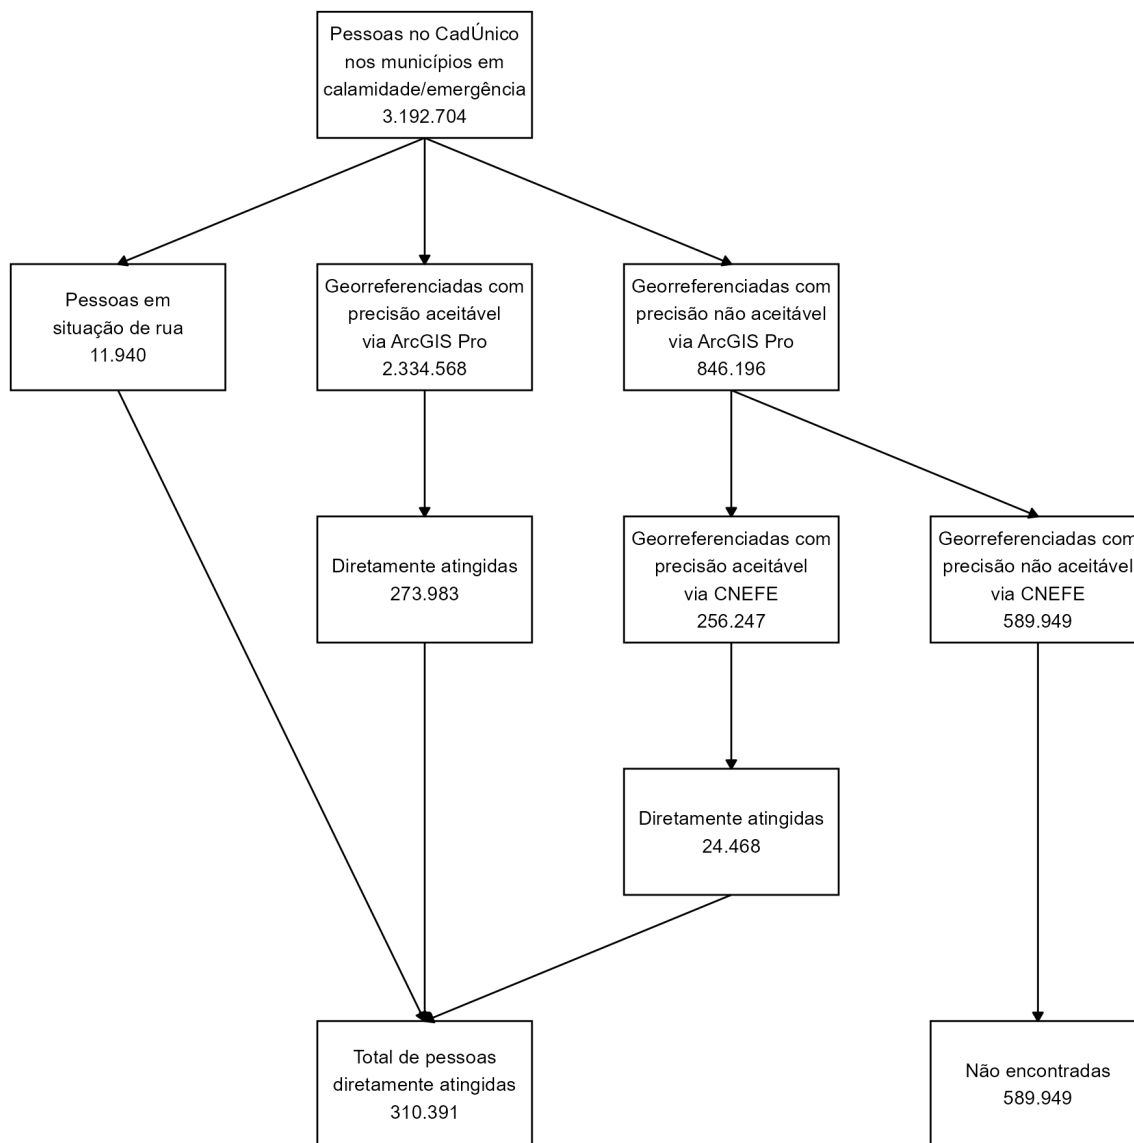 Pessoas no CadÚnico
nos municípios em
calamidade/emergência
3.192.704
Pessoas em
situação de rua
11.940
Georreferenciadas com
precisão aceitável
via ArcGIS Pro
2.334.568
Georreferenciadas com
precisão não aceitável
via ArcGIS Pro
846.196
Diretamente atingidas
273.983
Georreferenciadas com
precisão aceitável
via CNEFE
256.247
Georreferenciadas com
precisão não aceitável
via CNEFE
589.949
Diretamente atingidas
24.468
Total de pessoas
diretamente atingidas
310.391
Não encontradas
589.949